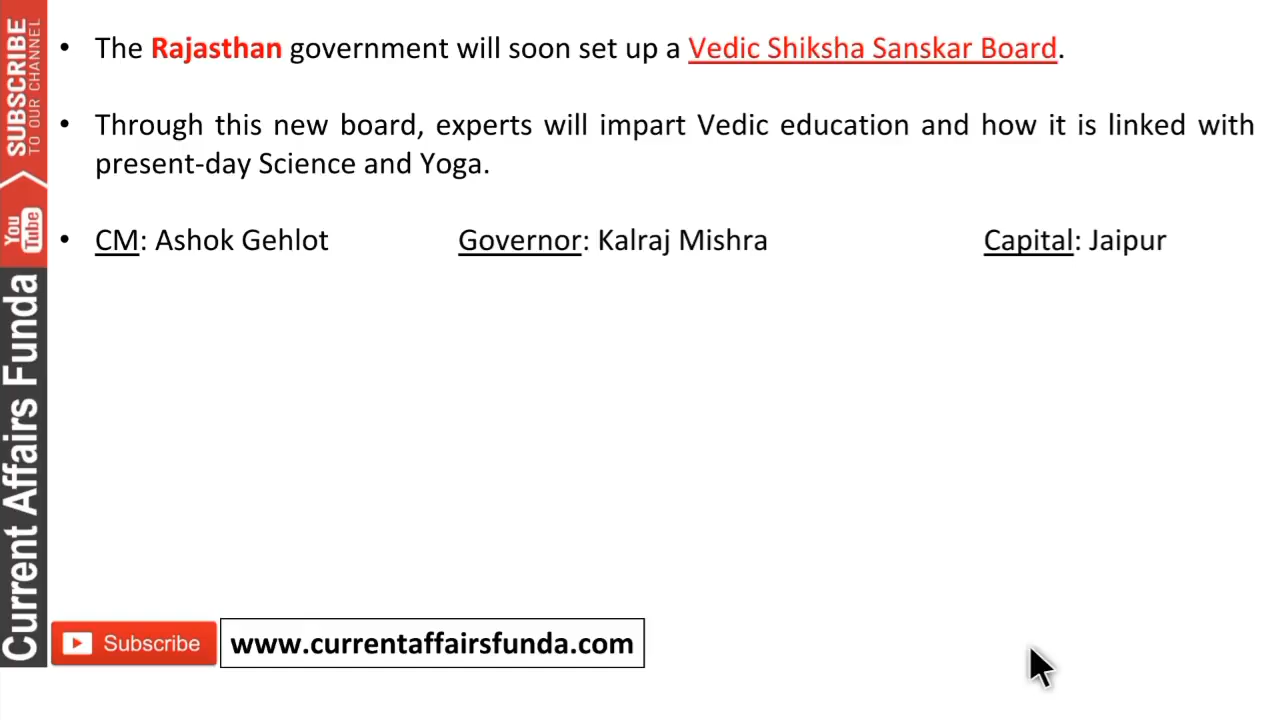 • The Rajasthan government will soon set up a Vedic Shiksha Sanskar Board.
• Through this new board, experts will impart Vedic education and how it is linked with
present-day Science and Yoga.
• CM: Ashok Gehlot Governor: Kalraj Mishra Capital: Jaipur
SUBSCRIBE
TO OUR CHANNEL
You
Tube
Current Affairs Funda
Subscribe
www.currentaffairsfunda.com